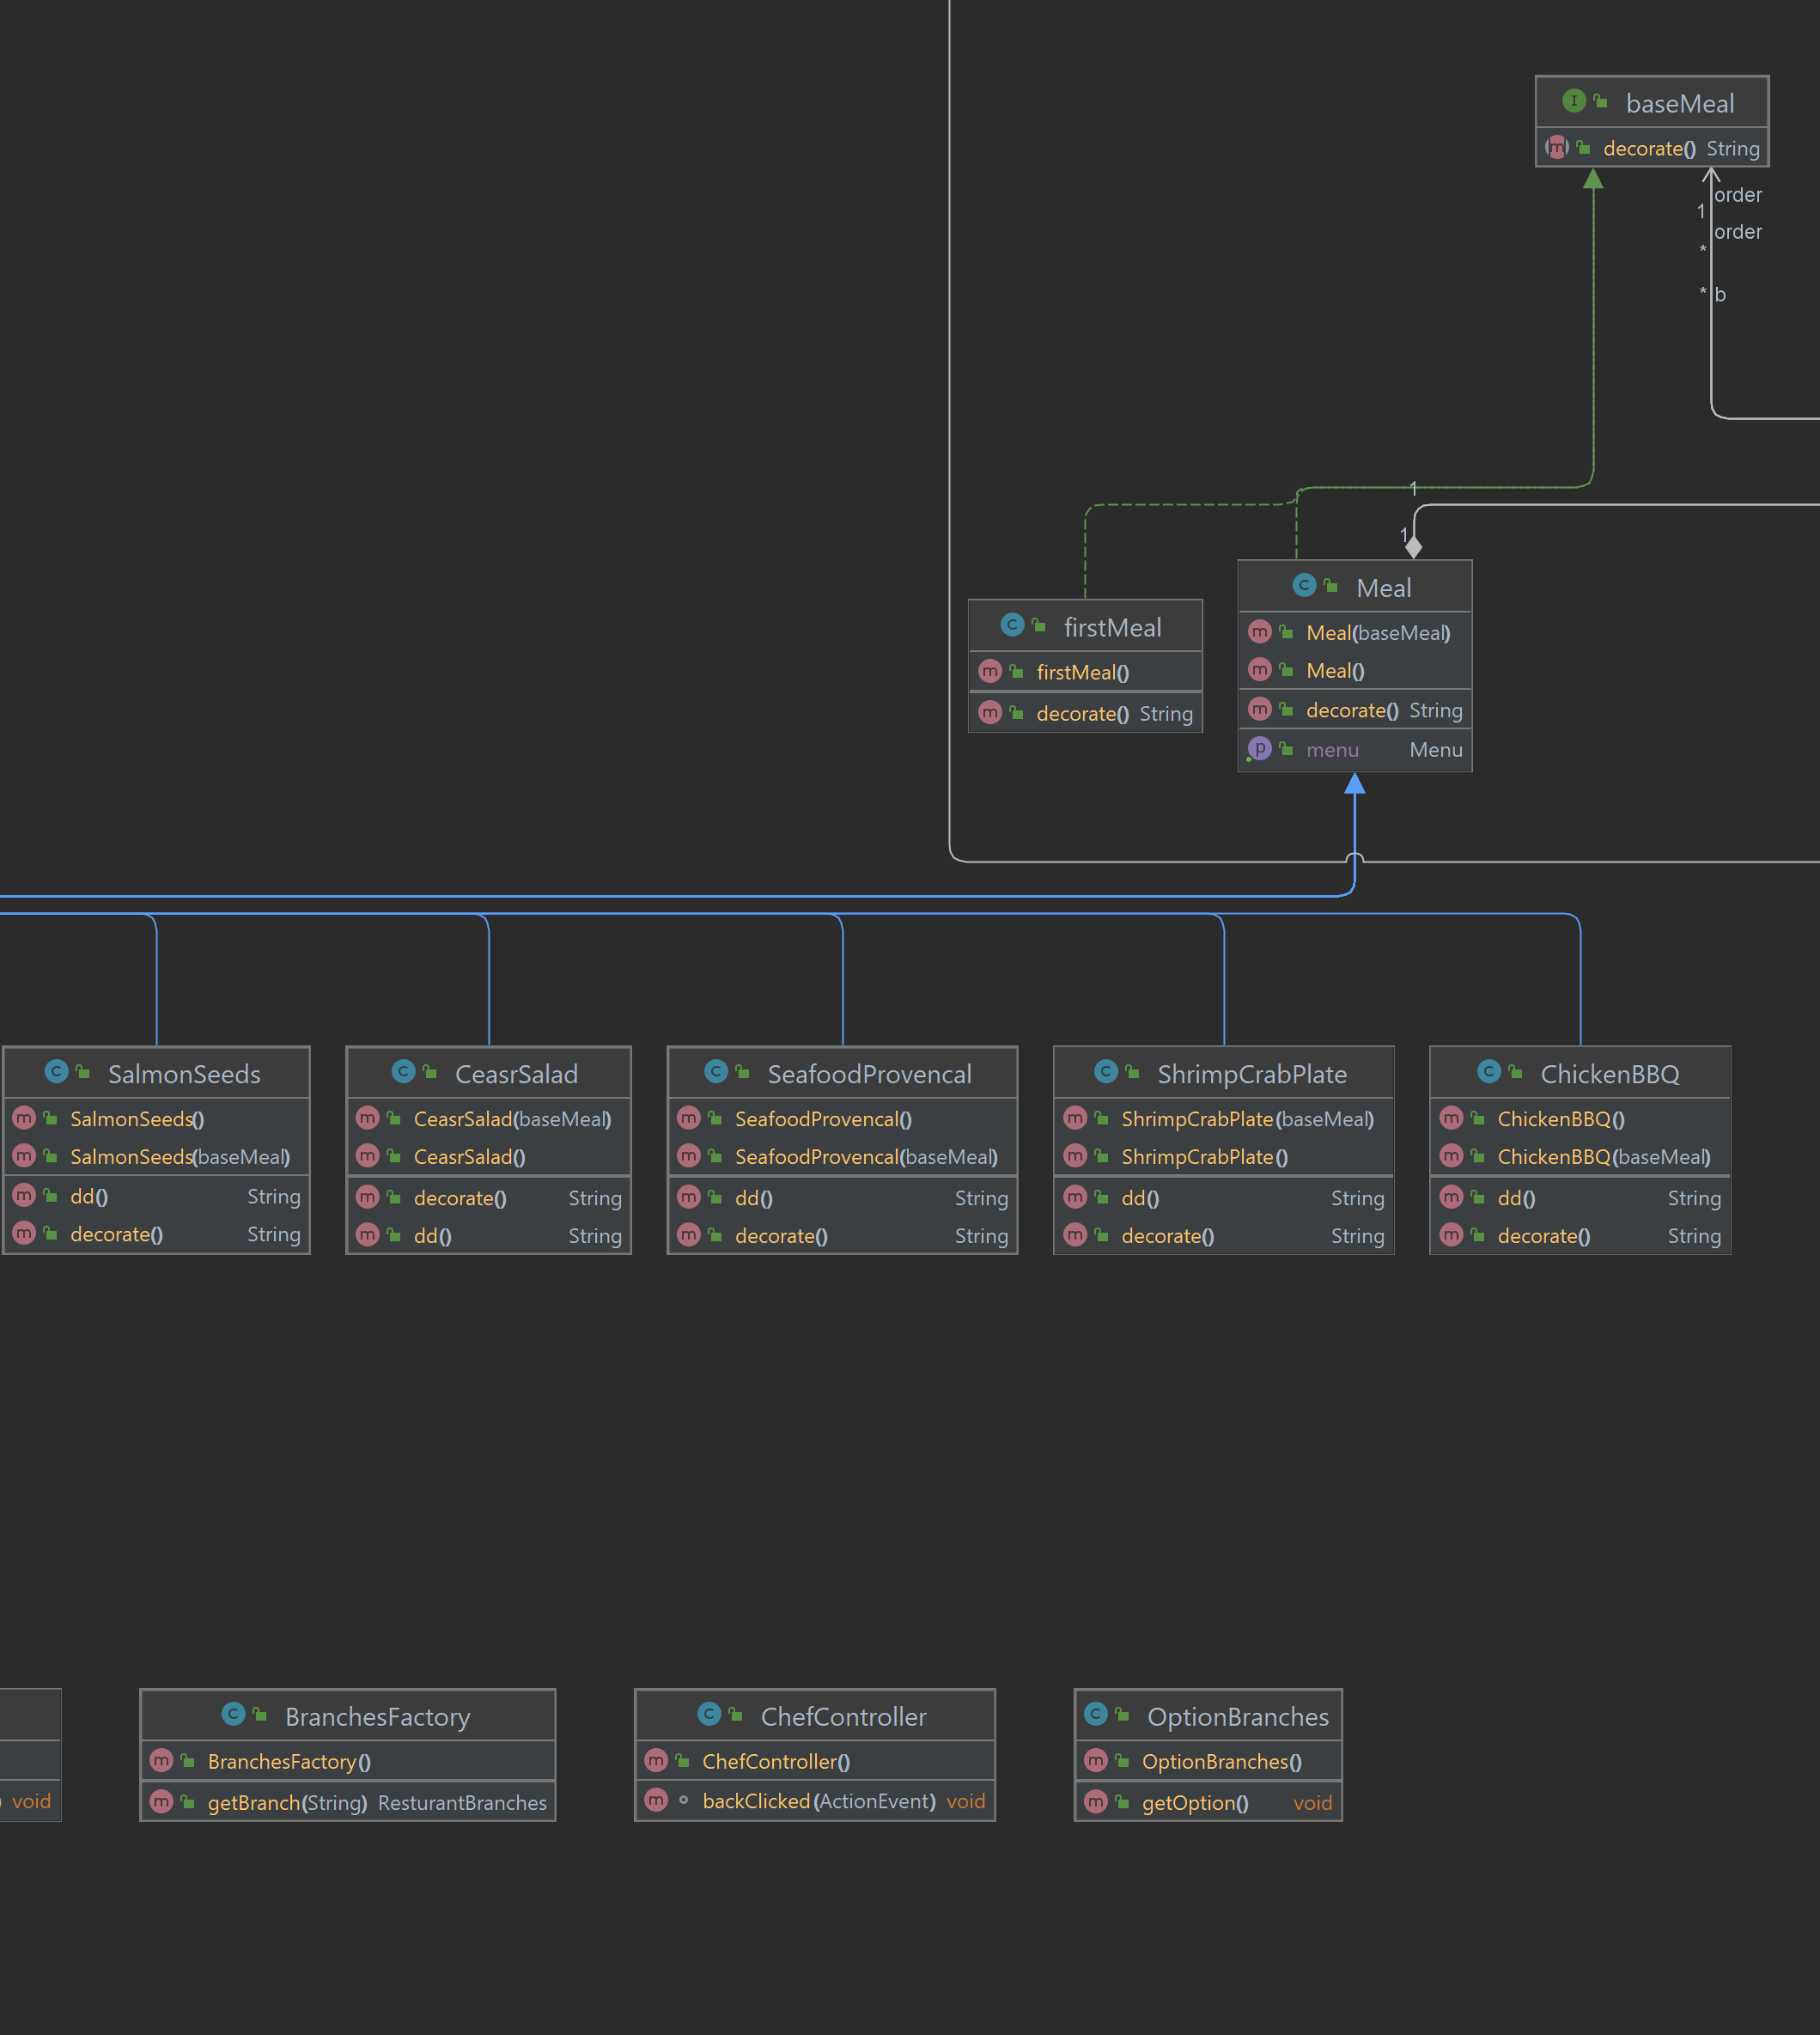 baseMeal
decorate() String
order
1
order
*
* b
1
1
firstMeal
firstMeal()
decorate() String
Meal
Meal(baseMeal)
Meal()
decorate() String
menu Menu
SalmonSeeds
SalmonSeeds()
SalmonSeeds(baseMeal)
dd() String
decorate() String
CeasrSalad
CeasrSalad(baseMeal)
CeasrSalad()
decorate() String
dd() String
SeafoodProvencal
SeafoodProvencal()
SeafoodProvencal(baseMeal)
dd() String
decorate() String
ShrimpCrabPlate
ShrimpCrabPlate(baseMeal)
ShrimpCrabPlate()
dd() String
decorate() String
ChickenBBQ
ChickenBBQ()
ChickenBBQ(baseMeal)
dd() String
decorate() String
) void
BranchesFactory
BranchesFactory()
getBranch(String) ResturantBranches
ChefController
ChefController()
backClicked(ActionEvent) void
OptionBranches
OptionBranches()
getOption() void